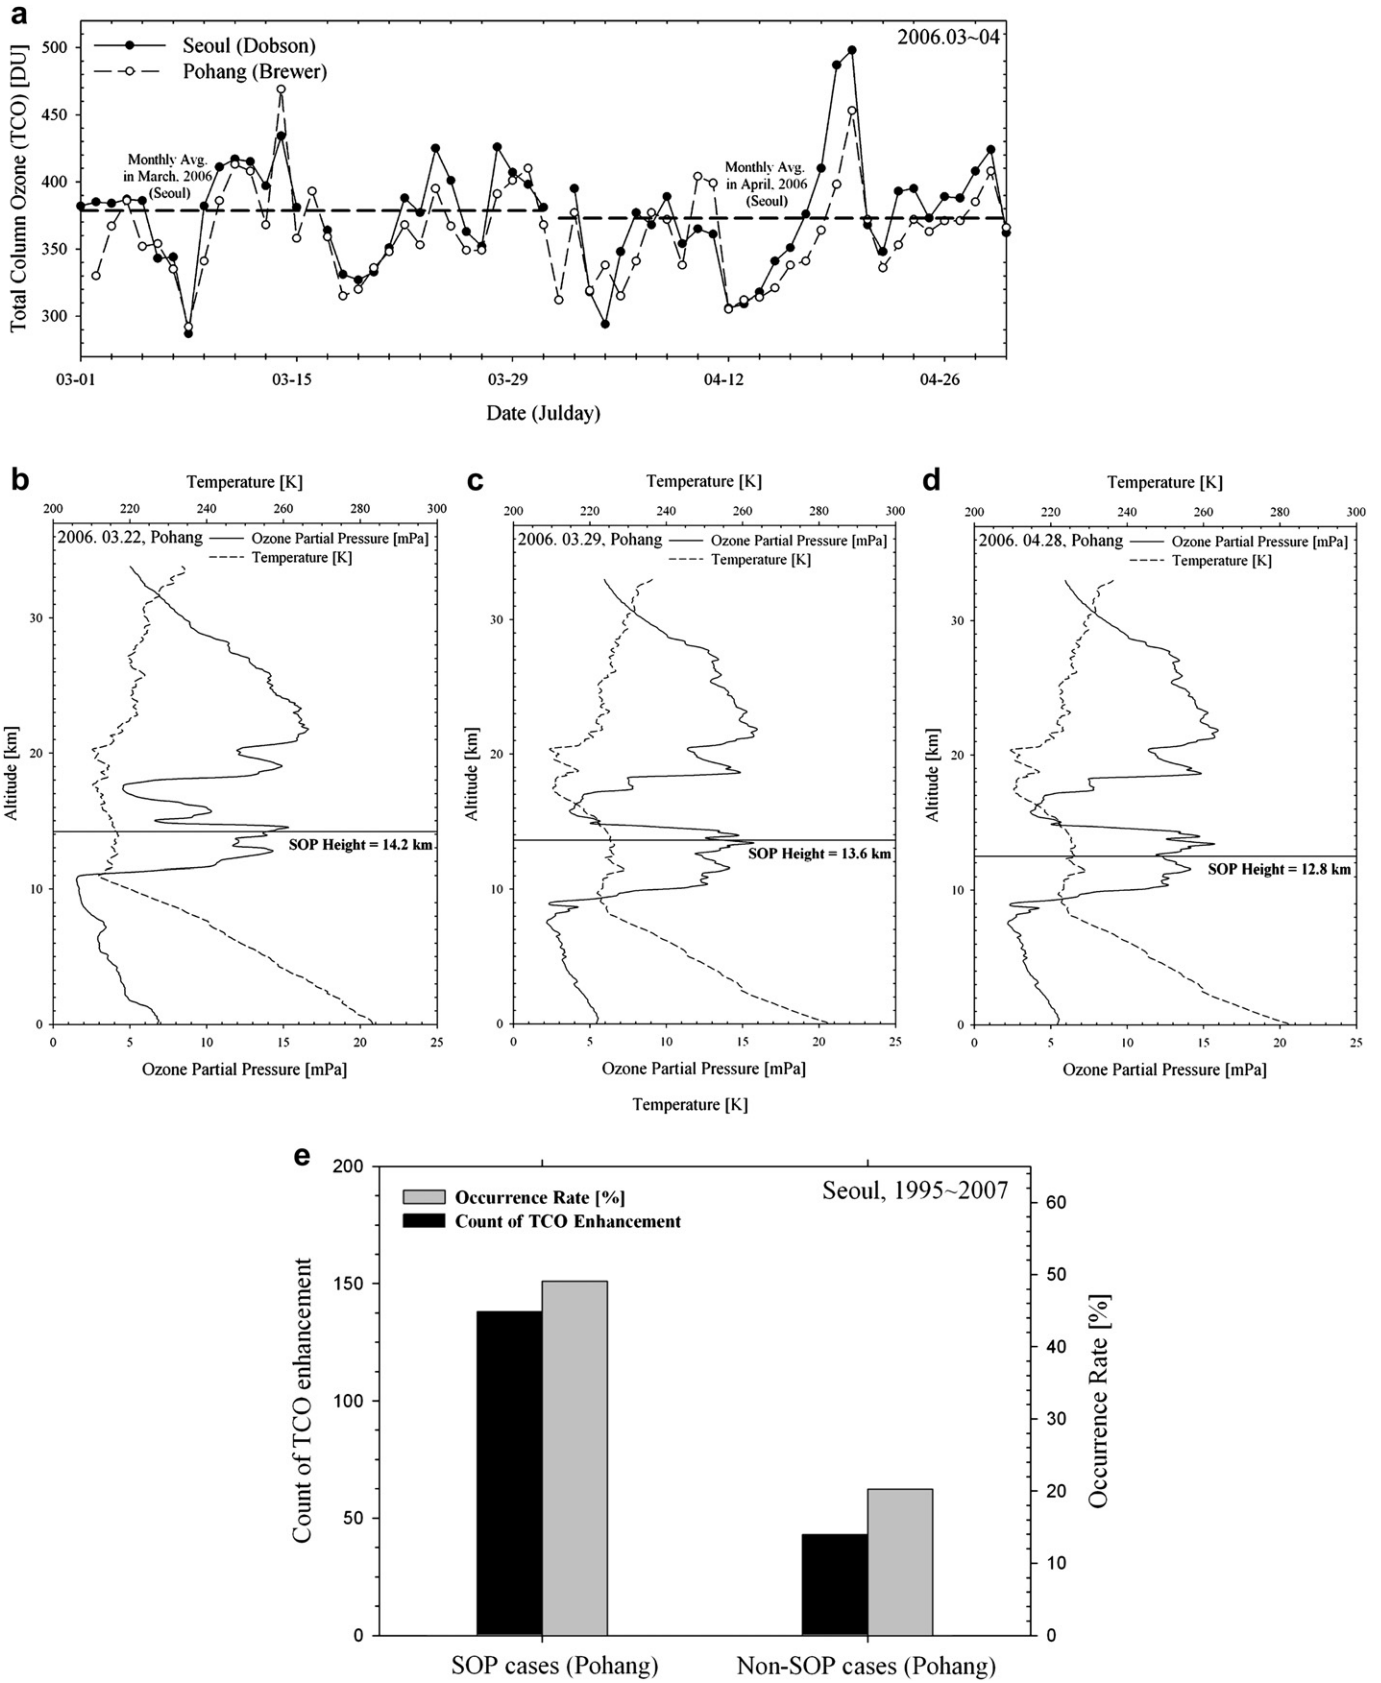 a
500
450
400
350
300
Total Column Ozone (TCO) [DU]
Seoul (Dobson)
Pohang (Brewer)
2006.03~04
Monthly Avg.
in March. 2006
(Seoul)
Monthly Avg.
in April. 2006
(Seoul)
03-01 03-15 03-29 04-12 04-26
Date (Julday)
b
Temperature [K]
200 220 240 260 280 300
2006. 03.22, Pohang
Ozone Partial Pressure [mPa]
Temperature [K]
30
20
10
0
Altitude [km]
SOP Height = 14.2 km
0 5 10 15 20 25
Ozone Partial Pressure [mPa]
c
Temperature [K]
200 220 240 260 280 300
2006. 03.29, Pohang
Ozone Partial Pressure [mPa]
Temperature [K]
30
20
10
0
Altitude [km]
SOP Height = 13.6 km
0 5 10 15 20 25
Ozone Partial Pressure [mPa]
Temperature [K]
d
Temperature [K]
200 220 240 260 280 300
2006. 04.28, Pohang
Ozone Partial Pressure [mPa]
Temperature [K]
30
20
10
0
Altitude [km]
SOP Height = 12.8 km
0 5 10 15 20 25
Ozone Partial Pressure [mPa]
e
200
150
100
50
0
Count of TCO enhancement
Occurrence Rate [%]
Count of TCO Enhancement
Seoul, 1995~2007
60
50
40
30
20
10
0
Occurrence Rate [%]
SOP cases (Pohang) Non-SOP cases (Pohang)